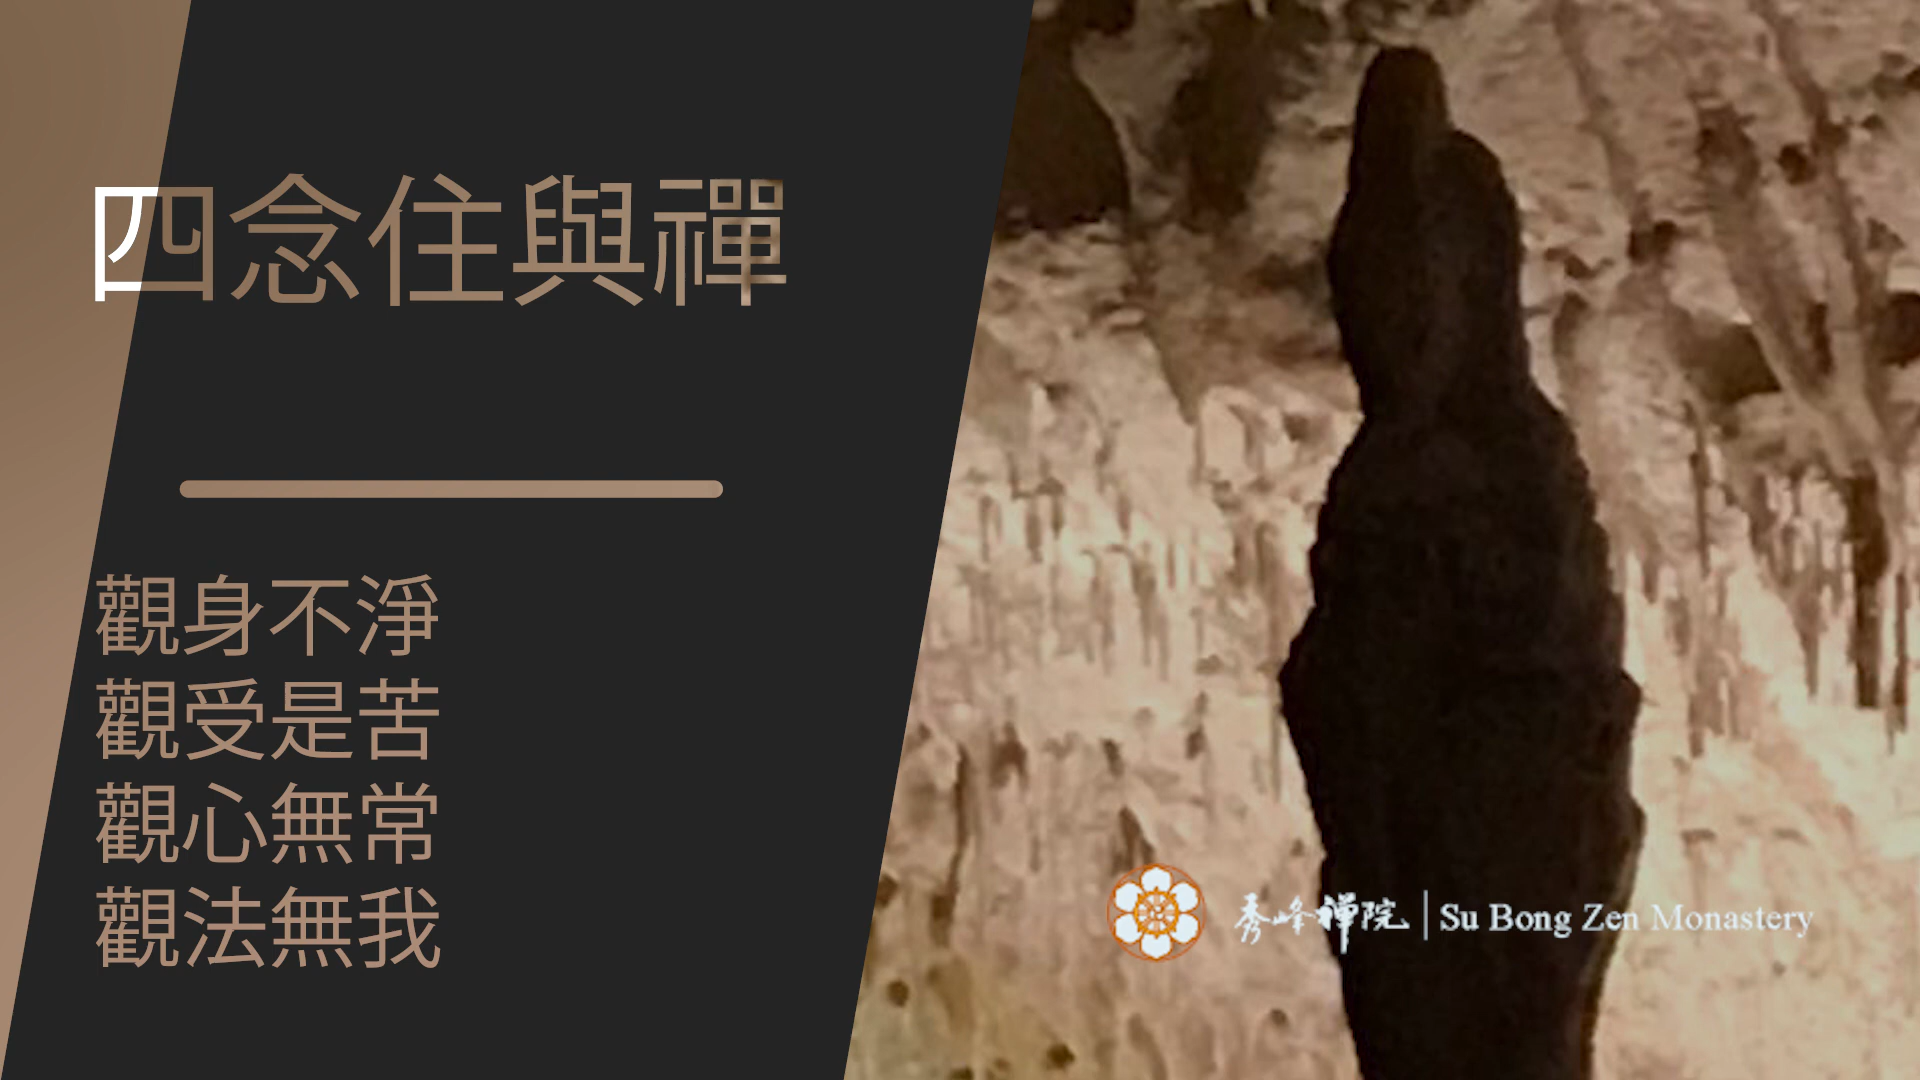 四念住與禪
觀身不淨
觀受是苦
觀心無常
觀法無我
秀峰禪院 | Su Bong Zen Monastery